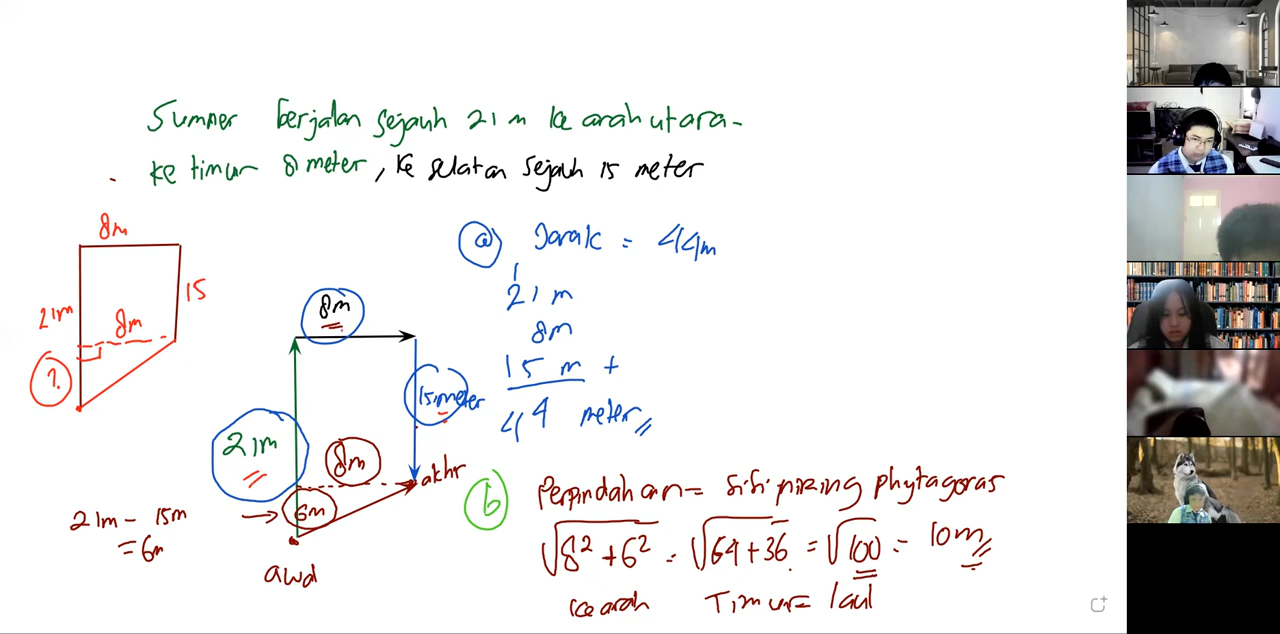 Summer berjalan sejauh 21 m ke arah utara-
ke timur 8 meter, ke selatan sejauh 15 meter
8m
21m
15
8m
?
8m
21m
15 meter
8m
6m
akhr
awal
21m - 15m
= 6m
a Jarak = 44m
21 m
8m
15 m +
44 meter
b Perpindahan = sisi miring phytagoras
√8² + 6² = √64 + 36 = √100 = 10m
ke arah Timur laut